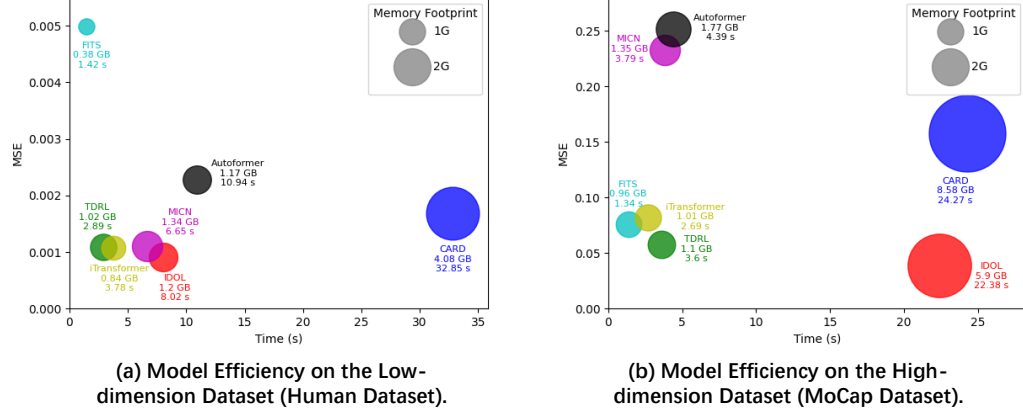 0.005
0.004
0.003
0.002
0.001
0.000
MSE
0
5
10
15
20
25
30
35
Time (s)
Memory Footprint
1G
2G
FITS
0.38 GB
1.42 s
Autoformer
1.17 GB
10.94 s
TDRL
1.02 GB
2.89 s
MICN
1.34 GB
6.65 s
iTransformer
0.84 GB
3.78 s
IDOL
1.2 GB
8.02 s
CARD
4.08 GB
32.85 s
(a) Model Efficiency on the Low-
dimension Dataset (Human Dataset).
0.25
0.20
0.15
0.10
0.05
0.00
MSE
0
5
10
15
20
25
Time (s)
Memory Footprint
1G
2G
Autoformer
1.77 GB
4.39 s
MICN
1.35 GB
3.79 s
FITS
0.96 GB
1.34 s
iTransformer
1.01 GB
2.69 s
TDRL
1.1 GB
3.6 s
CARD
8.58 GB
24.27 s
IDOL
5.9 GB
22.38 s
(b) Model Efficiency on the High-
dimension Dataset (MoCap Dataset).